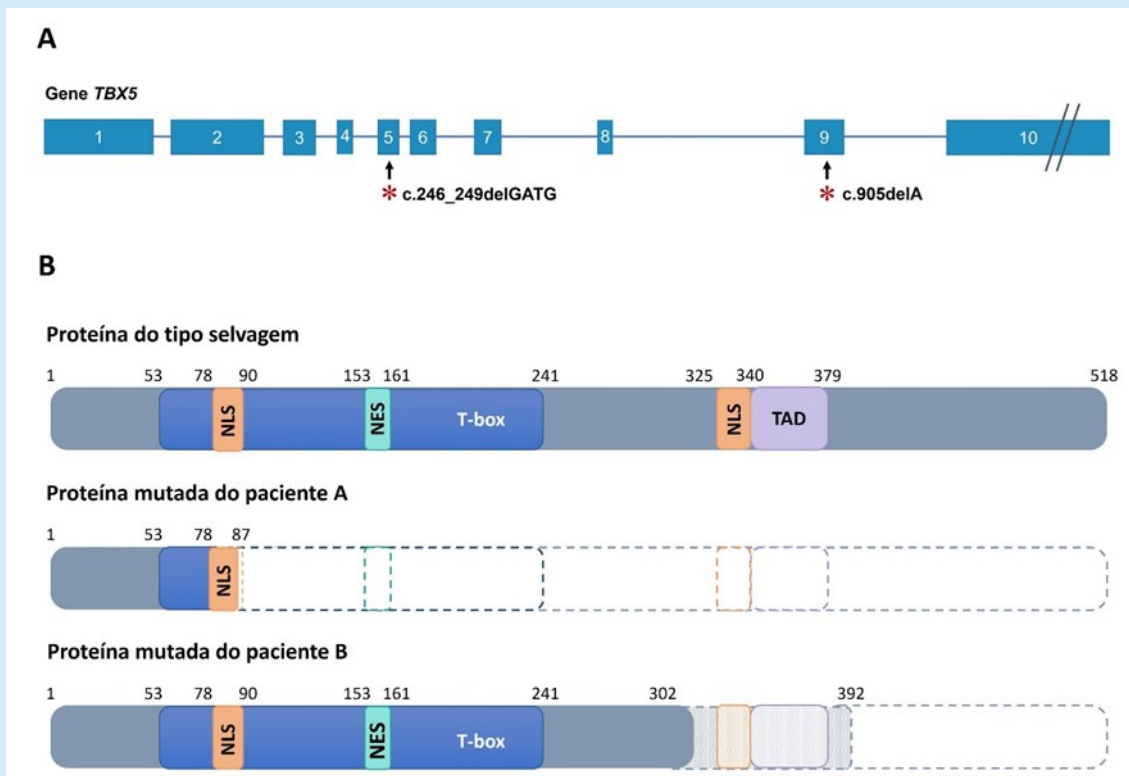 A
Gene TBX5
1 2 3 4 5 6 7 8 9 10
* c.246_249delGATG * c.905delA
B
Proteína do tipo selvagem
1 53 78 90 153 161 241 325 340 379 518
NLS NES T-box NLS TAD
Proteína mutada do paciente A
1 53 78 87
NLS
Proteína mutada do paciente B
1 53 78 90 153 161 241 302 392
NLS NES T-box